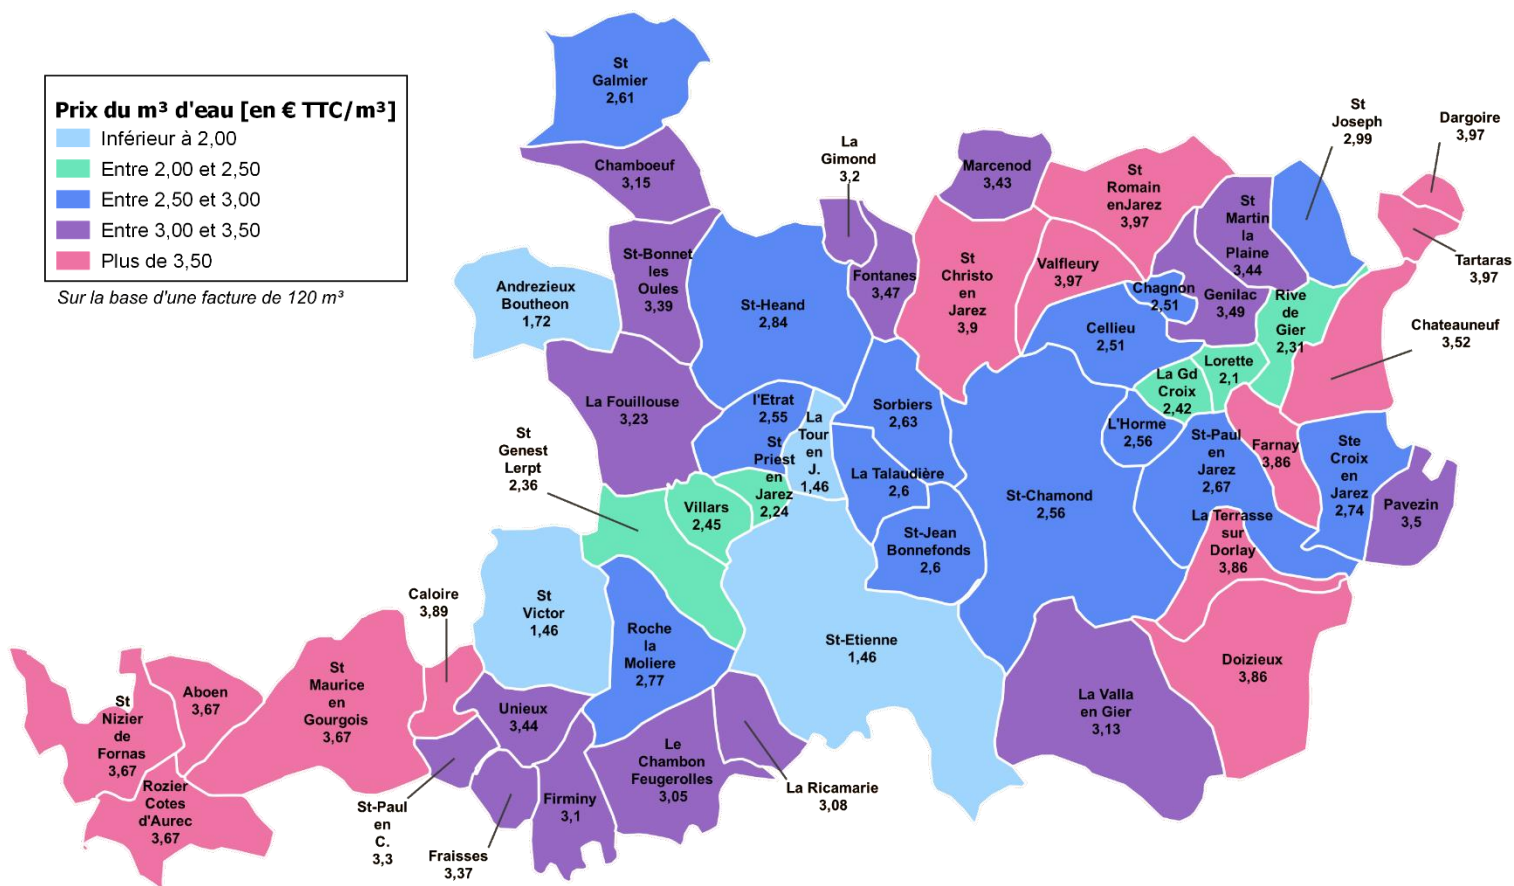 Prix du m³ d'eau [en € TTC/m³]
Inférieur à 2,00
Entre 2,00 et 2,50
Entre 2,50 et 3,00
Entre 3,00 et 3,50
Plus de 3,50
Sur la base d'une facture de 120 m³
St
Galmier
2,61
Chamboeuf
3,15
La
Gimond
3,2
Marcenod
3,43
St
Romain
enJarez
3,97
St
Joseph
2,99
Dargoire
3,97
Tartaras
3,97
St
Martin
la
Plaine
3,44
St-Bonnet
les
Oules
3,39
Andrezieux
Boutheon
1,72
St-Heand
2,84
Fontanes
3,47
St
Christo
en
Jarez
3,9
Valfleury
3,97
Chagnon
2,51
Genilac
3,49
Rive
de
Gier
2,31
Cellieu
2,51
Chateauneuf
3,52
La Fouillouse
3,23
l'Etrat
2,55
La
Tour
en
J.
1,46
Sorbiers
2,63
La Gd
Croix
2,42
Lorette
2,1
L'Horme
2,56
St
Genest
Lerpt
2,36
St
Priest
en
Jarez
2,24
Villars
2,45
La Talaudière
2,6
St-Chamond
2,56
St-Paul
en
Jarez
2,67
Farnay
3,86
Ste
Croix
en
Jarez
2,74
Pavezin
3,5
St-Jean
Bonnefonds
2,6
La Terrasse
sur
Dorlay
3,86
Caloire
3,89
St
Victor
1,46
Roche
la
Moliere
2,77
St-Etienne
1,46
Doizieux
3,86
La Valla
en Gier
3,13
St
Nizier
de
Fornas
3,67
Aboen
3,67
St
Maurice
en
Gourgois
3,67
Unieux
3,44
Le
Chambon
Feugerolles
3,05
La Ricamarie
3,08
Rozier
Cotes
d'Aurec
3,67
St-Paul
en
C.
3,3
Fraisses
3,37
Firminy
3,1